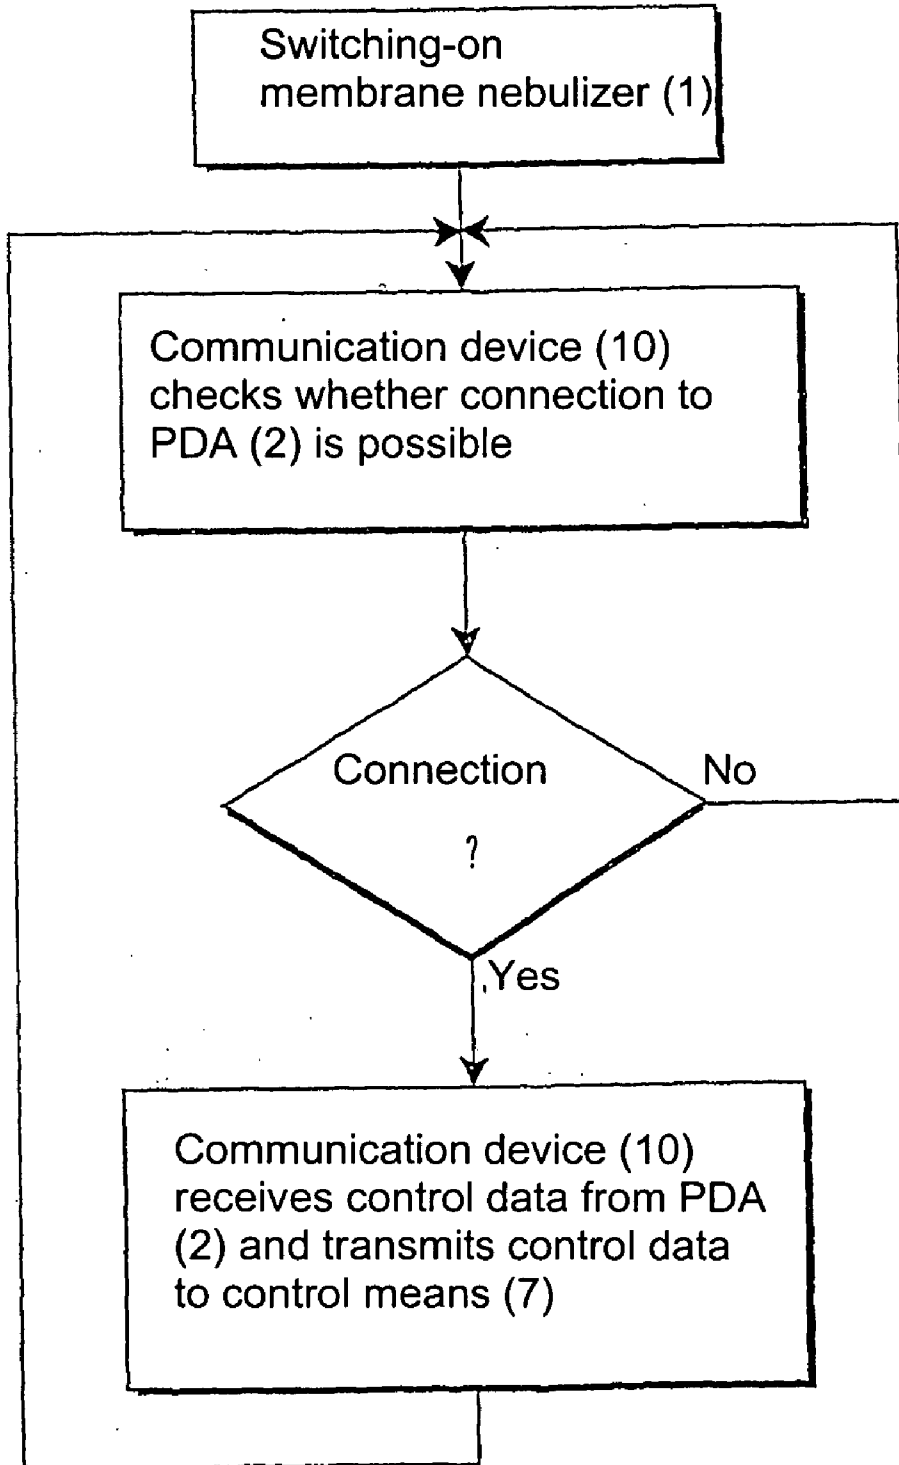 Switching-on
membrane nebulizer (1)
Communication device (10)
checks whether connection to
PDA (2) is possible
Connection
?
No
Yes
Communication device (10)
receives control data from PDA
(2) and transmits control data
to control means (7)